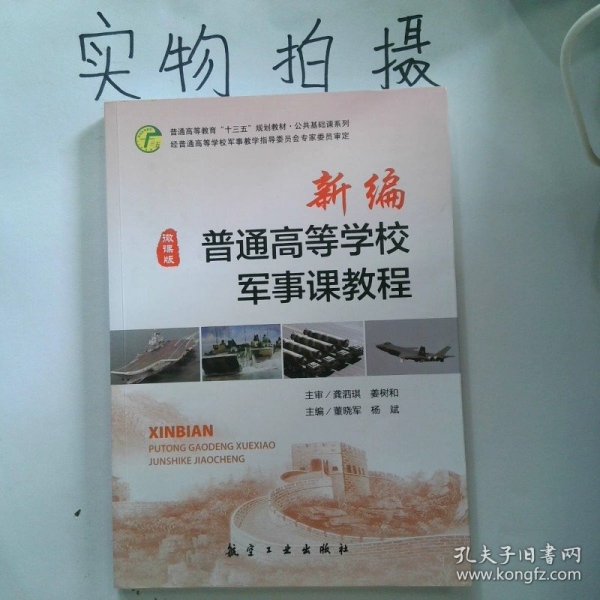 实物拍摄
普通高等教育“十三五”规划教材·公共基础课系列
经普通高等学校军事教学指导委员会专家委员审定
新编
微课版
普通高等学校
军事课教程
主审/龚泗琪 姜树和
主编/董晓军 杨斌
XINBIAN
PUTONG GAODENG XUEXIAO
JUNSHIKE JIAOCHENG
航空工业出版社
孔夫子旧书网
www.kongfz.com